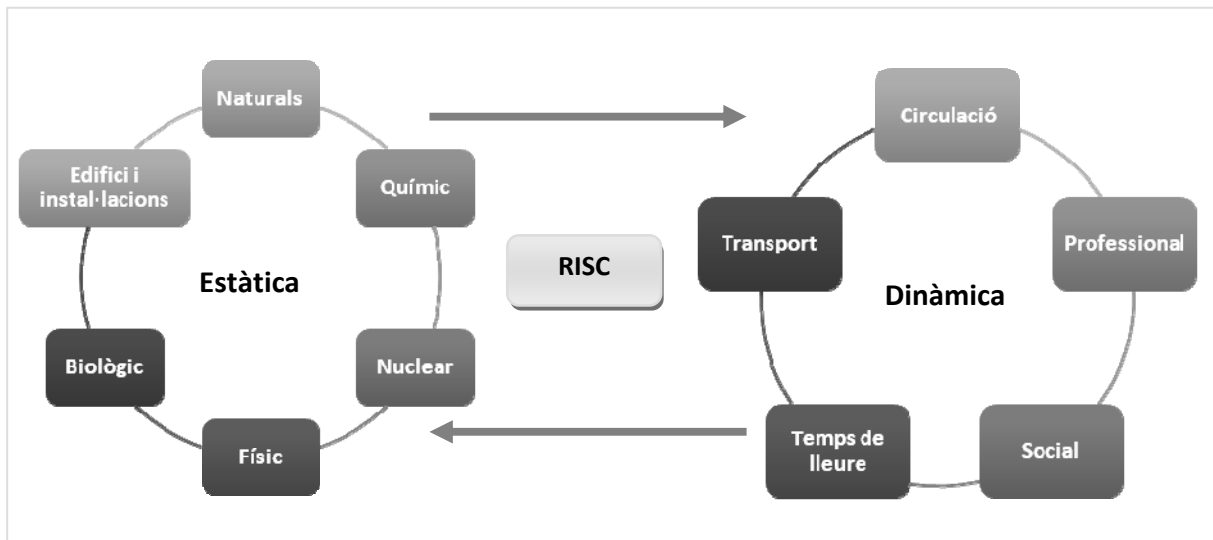 Naturals
Edifici i
instal·lacions
Químic
Estàtica
Biològic
Nuclear
Físic
RISC
Circulació
Transport
Professional
Dinàmica
Temps de
lleure
Social